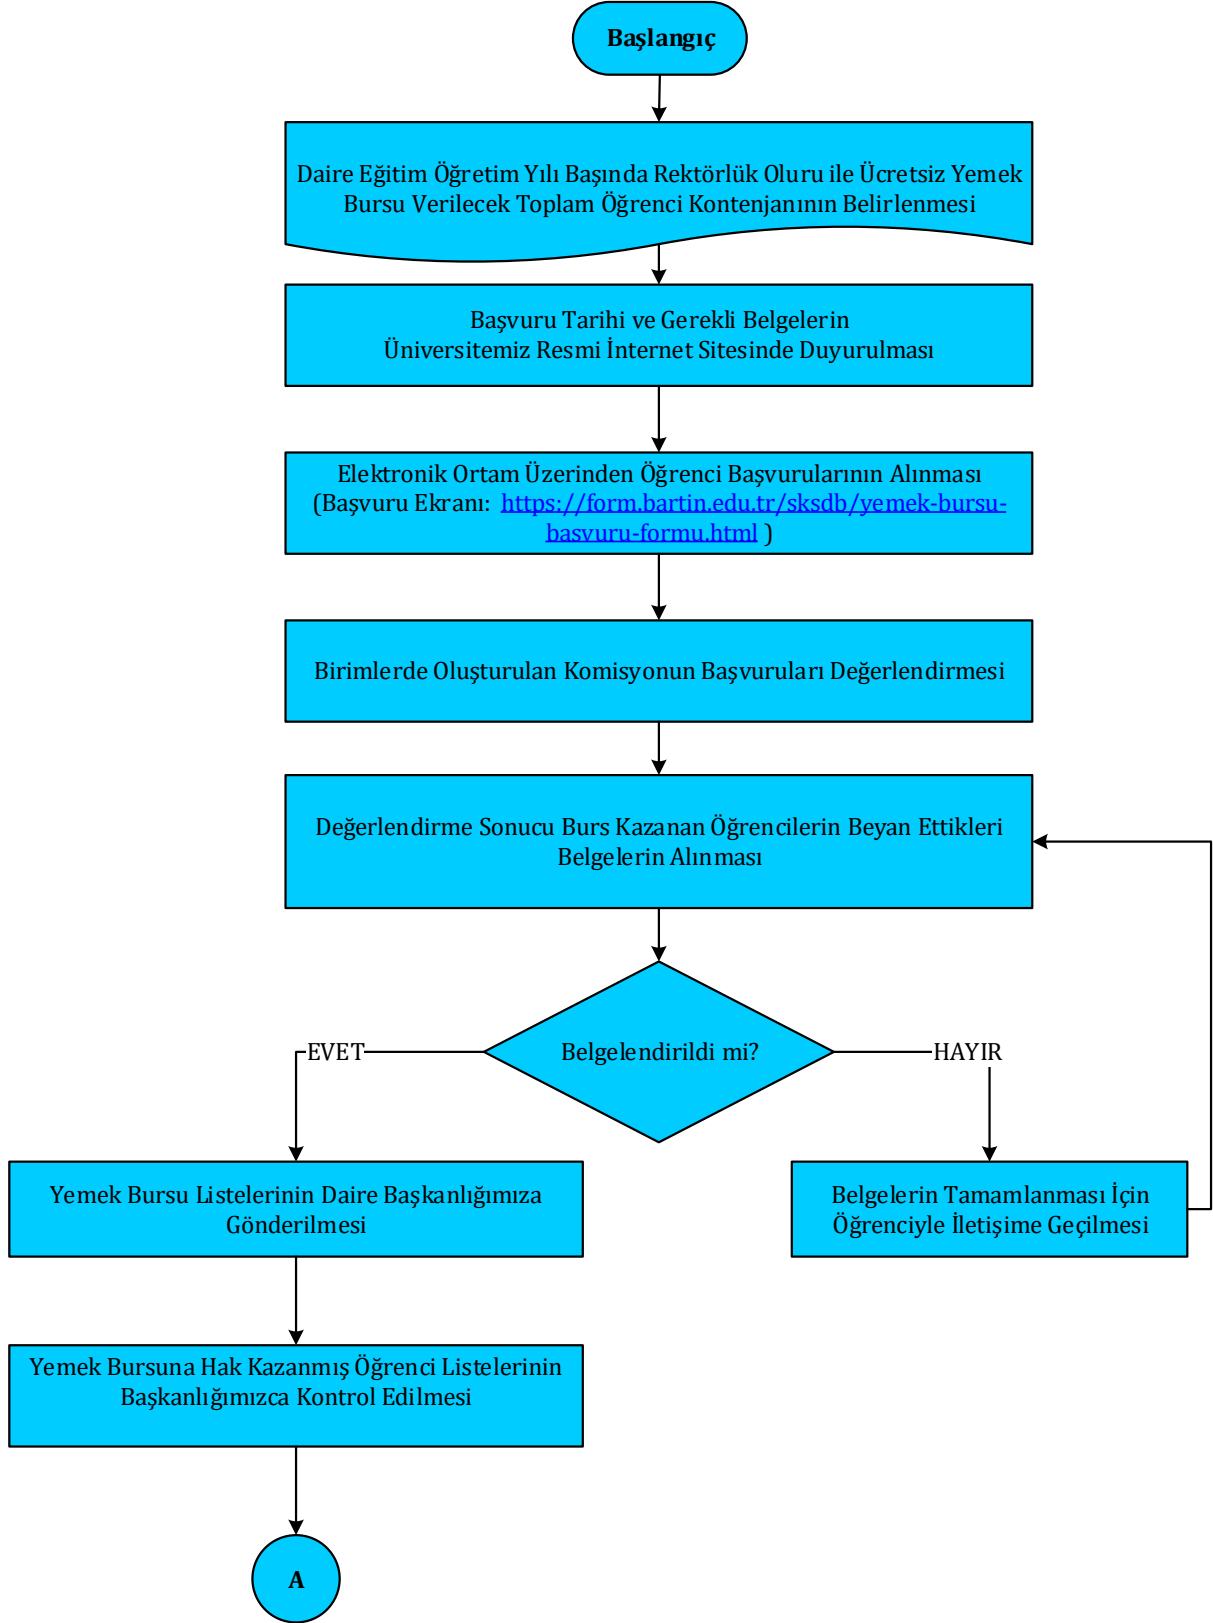 Başlangıç
Daire Eğitim Öğretim Yılı Başında Rektörlük Oluru ile Ücretsiz Yemek
Bursu Verilecek Toplam Öğrenci Kontenjanının Belirlenmesi
Başvuru Tarihi ve Gerekli Belgelerin
Üniversitemiz Resmi İnternet Sitesinde Duyurulması
Elektronik Ortam Üzerinden Öğrenci Başvurularının Alınması
(Başvuru Ekranı: https://form.bartin.edu.tr/sksdb/yemek-bursu-
basvuru-formu.html )
Birimlerde Oluşturulan Komisyonun Başvuruları Değerlendirmesi
Değerlendirme Sonucu Burs Kazanan Öğrencilerin Beyan Ettikleri
Belgelerin Alınması
Belgelendirildi mi?
EVET
HAYIR
Yemek Bursu Listelerinin Daire Başkanlığımıza
Gönderilmesi
Belgelerin Tamamlanması İçin
Öğrenciyle İletişime Geçilmesi
Yemek Bursuna Hak Kazanmış Öğrenci Listelerinin
Başkanlığımızca Kontrol Edilmesi
A